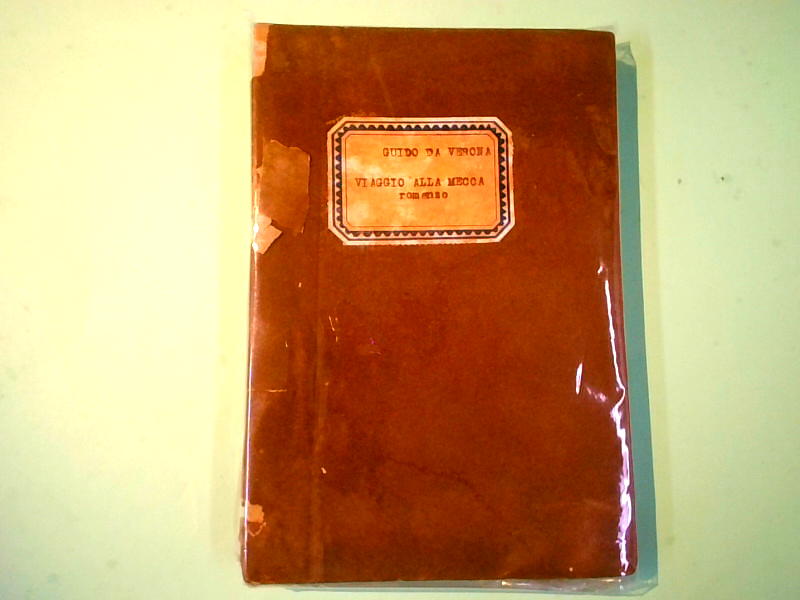 GUIDO DA VERONA
VIAGGIO ALLA MECCA
romanzo